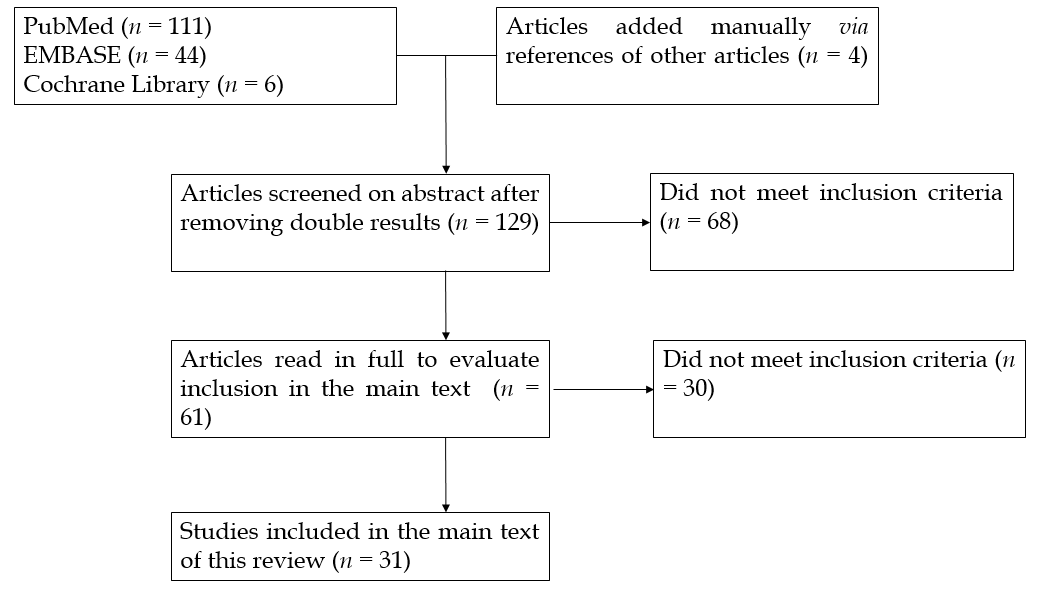 PubMed (n = 111)
EMBASE (n = 44)
Cochrane Library (n = 6)
Articles added manually via
references of other articles (n = 4)
Articles screened on abstract after
removing double results (n = 129)
Did not meet inclusion criteria
(n = 68)
Articles read in full to evaluate
inclusion in the main text (n =
61)
Did not meet inclusion criteria (n
= 30)
Studies included in the main text
of this review (n = 31)